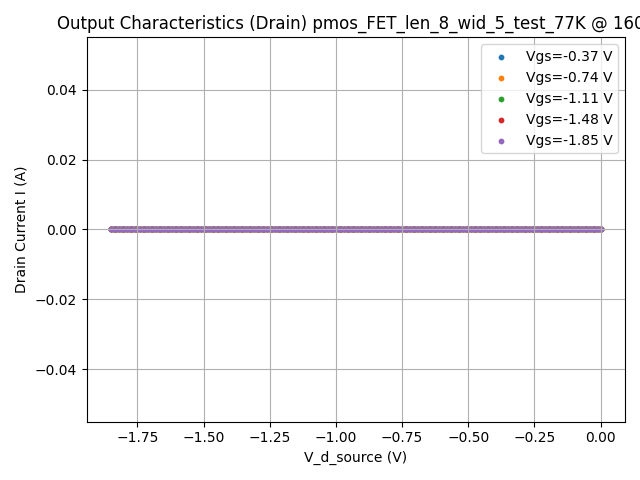 Output Characteristics (Drain) pmos_FET_len_8_wid_5_test_77K @ 160
Vgs=-0.37 V
Vgs=-0.74 V
Vgs=-1.11 V
Vgs=-1.48 V
Vgs=-1.85 V
0.04
0.02
0.00
−0.02
−0.04
Drain Current I (A)
−1.75 −1.50 −1.25 −1.00 −0.75 −0.50 −0.25 0.00
V_d_source (V)